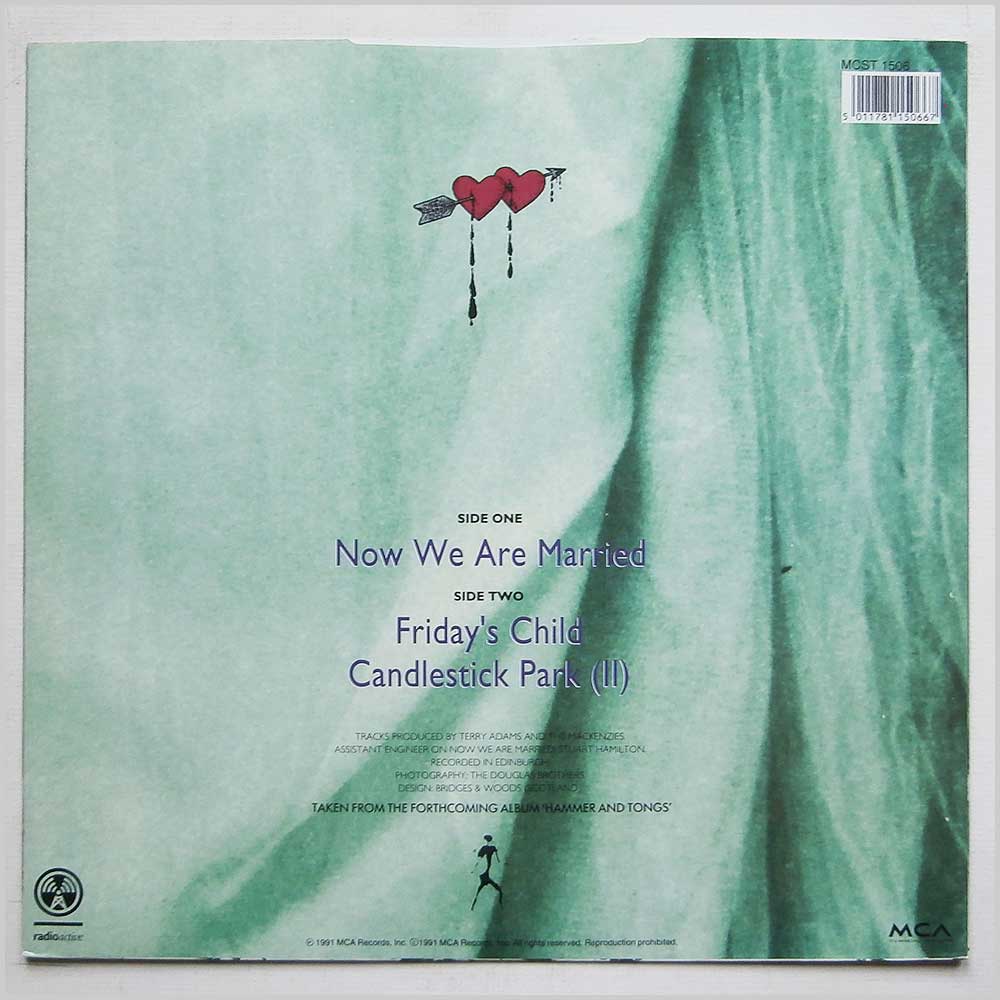 MCST 1506
5 011781 150667
SIDE ONE
Now We Are Married
SIDE TWO
Friday's Child
Candlestick Park (II)
TRACKS PRODUCED BY TERRY ADAMS AND THE MACKENZIES.
ASSISTANT ENGINEER ON NOW WE ARE MARRIED: STUART HAMILTON.
RECORDED IN EDINBURGH.
PHOTOGRAPHY: THE DOUGLAS BROTHERS.
DESIGN: BRIDGES & WOODS (SCOTLAND)
TAKEN FROM THE FORTHCOMING ALBUM 'HAMMER AND TONGS'
radioactive
MCA
℗ 1991 MCA Records, Inc. ©1991 MCA Records, Inc. All rights reserved. Reproduction prohibited.